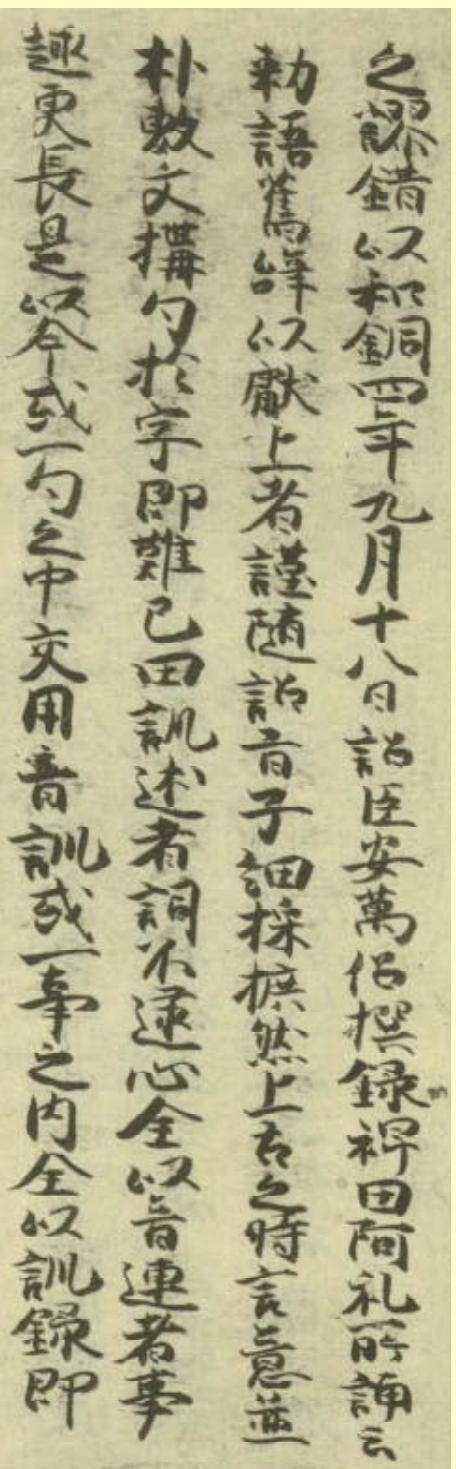 之謬錯以和銅四年九月十八日詔臣安萬侶撰録稗田阿礼所誦之
勅語舊辞以獻上者謹随詔旨子細採摭然上古之時言意並
朴敷文搆句於字即難已因訓述者詞不逮心全以音連者事
趣更長是以今或一句之中交用音訓或一事之内全以訓録即